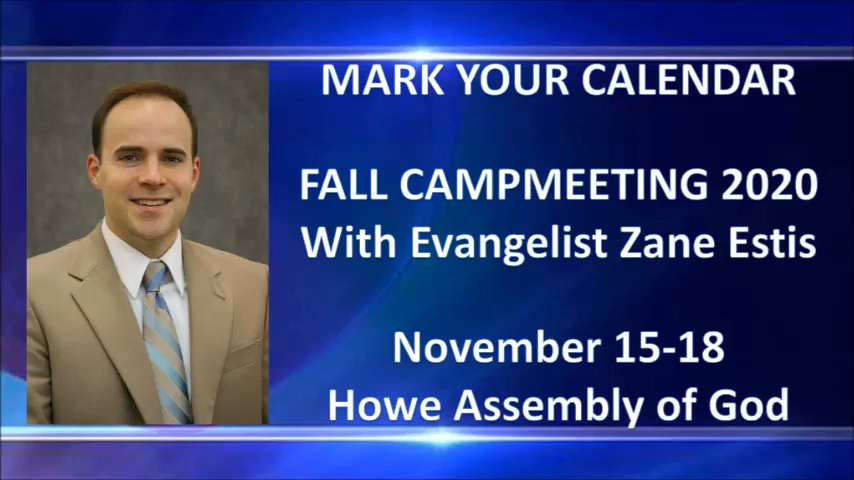 MARK YOUR CALENDAR
FALL CAMPMEETING 2020
With Evangelist Zane Estis
November 15-18
Howe Assembly of God